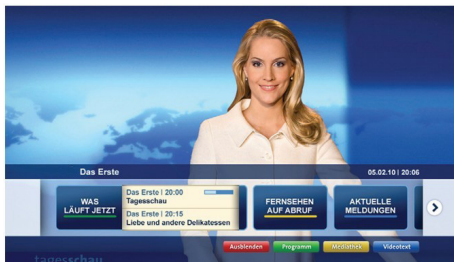 Das Erste
05.02.10 | 20:06
WAS
LÄUFT JETZT
Das Erste | 20:00
Tagesschau
Das Erste | 20:15
Liebe und andere Delikatessen
FERNSEHEN
AUF ABRUF
AKTUELLE
MELDUNGEN
Ausblenden
Programm
Mediathek
Videotext
tagesschau